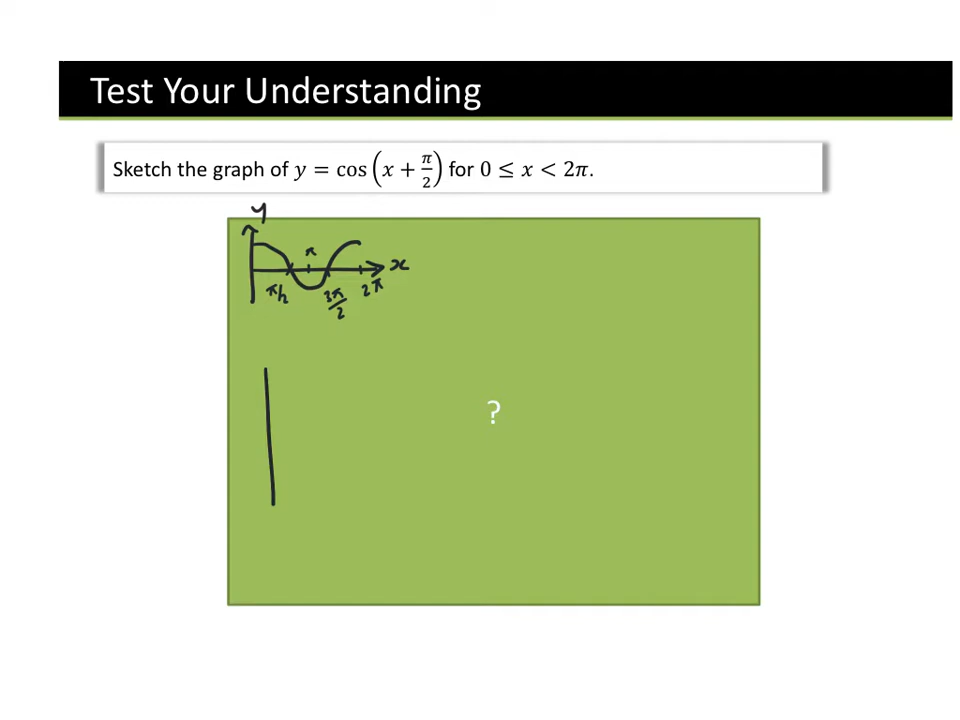 Test Your Understanding
Sketch the graph of y = cos(x + π/2) for 0 ≤ x < 2π.
y
π
x
π/2
3π/2
2π
?